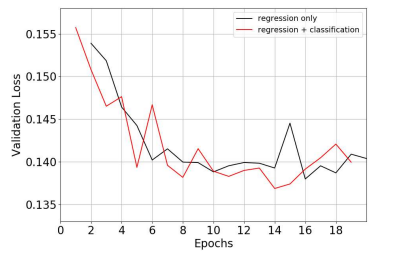 regression only
regression + classification
0.155
0.150
0.145
0.140
0.135
Validation Loss
0 2 4 6 8 10 12 14 16 18
Epochs